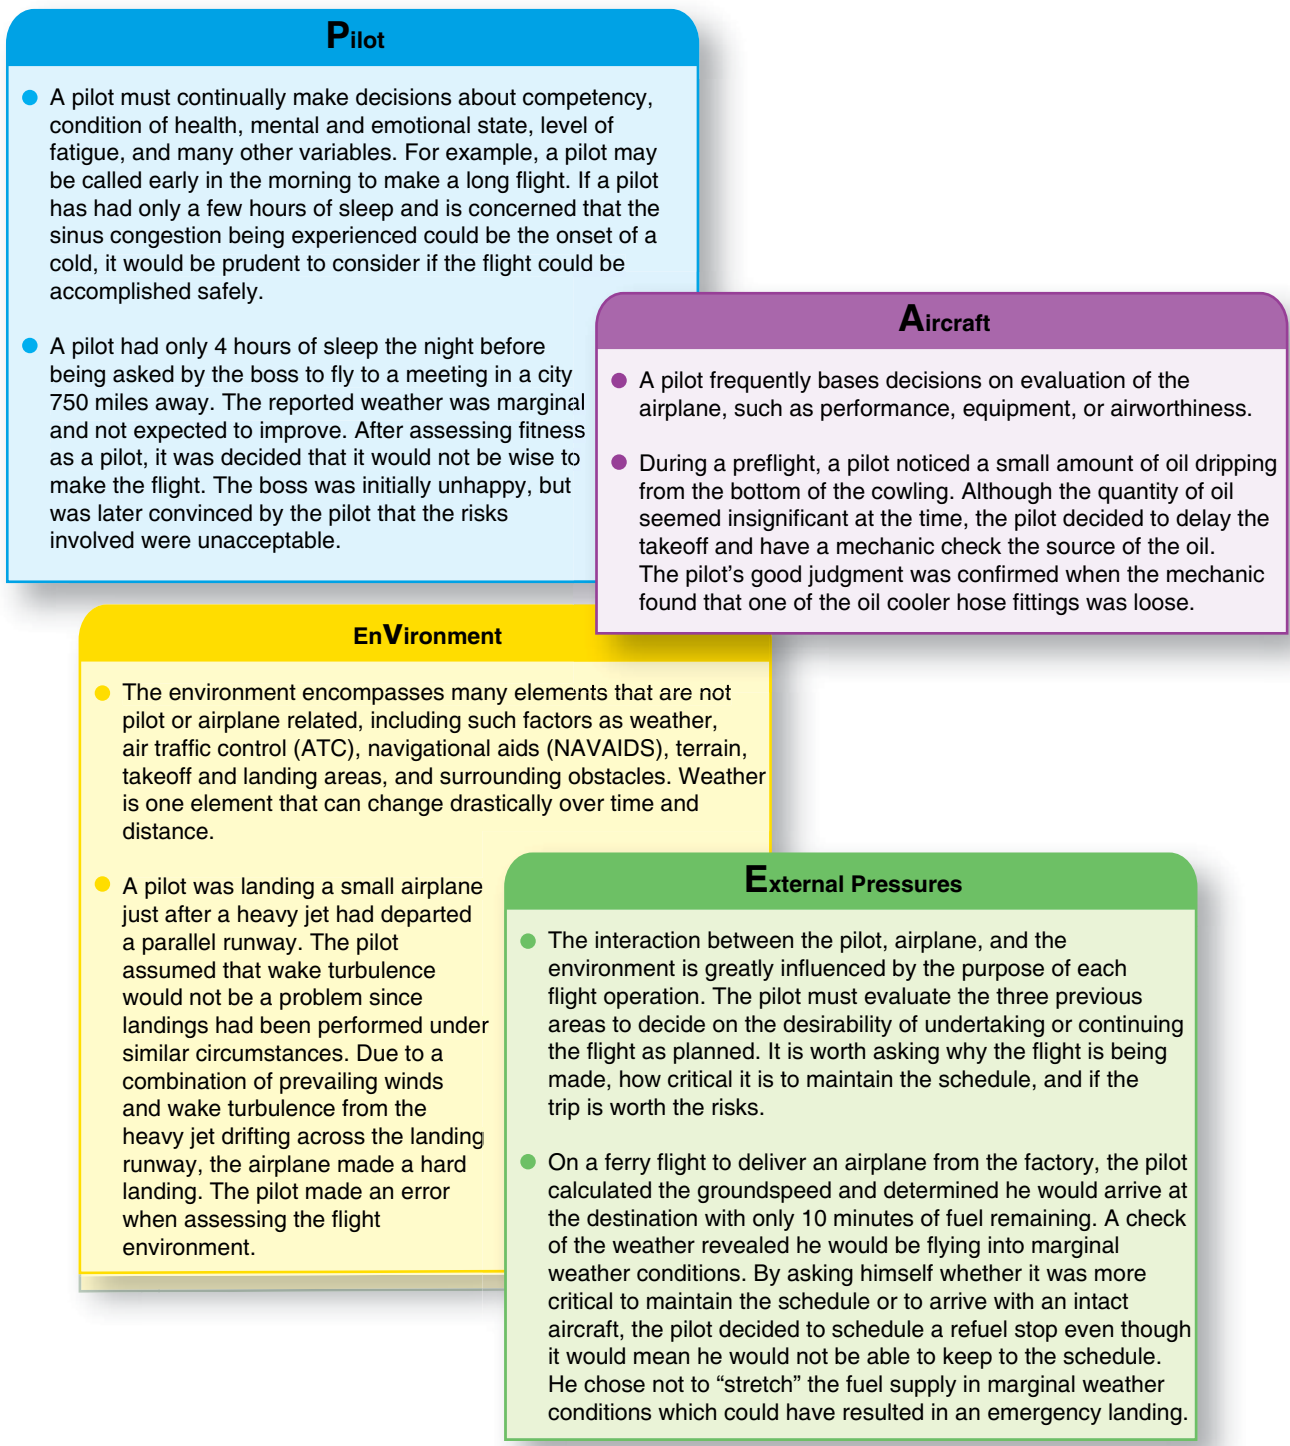 Pilot
A pilot must continually make decisions about competency,
condition of health, mental and emotional state, level of
fatigue, and many other variables. For example, a pilot may
be called early in the morning to make a long flight. If a pilot
has had only a few hours of sleep and is concerned that the
sinus congestion being experienced could be the onset of a
cold, it would be prudent to consider if the flight could be
accomplished safely.
A pilot had only 4 hours of sleep the night before
being asked by the boss to fly to a meeting in a city
750 miles away. The reported weather was marginal
and not expected to improve. After assessing fitness
as a pilot, it was decided that it would not be wise to
make the flight. The boss was initially unhappy, but
was later convinced by the pilot that the risks
involved were unacceptable.
Aircraft
A pilot frequently bases decisions on evaluation of the
airplane, such as performance, equipment, or airworthiness.
During a preflight, a pilot noticed a small amount of oil dripping
from the bottom of the cowling. Although the quantity of oil
seemed insignificant at the time, the pilot decided to delay the
takeoff and have a mechanic check the source of the oil.
The pilot's good judgment was confirmed when the mechanic
found that one of the oil cooler hose fittings was loose.
EnVironment
The environment encompasses many elements that are not
pilot or airplane related, including such factors as weather,
air traffic control (ATC), navigational aids (NAVAIDS), terrain,
takeoff and landing areas, and surrounding obstacles. Weather
is one element that can change drastically over time and
distance.
A pilot was landing a small airplane
just after a heavy jet had departed
a parallel runway. The pilot
assumed that wake turbulence
would not be a problem since
landings had been performed under
similar circumstances. Due to a
combination of prevailing winds
and wake turbulence from the
heavy jet drifting across the landing
runway, the airplane made a hard
landing. The pilot made an error
when assessing the flight
environment.
External Pressures
The interaction between the pilot, airplane, and the
environment is greatly influenced by the purpose of each
flight operation. The pilot must evaluate the three previous
areas to decide on the desirability of undertaking or continuing
the flight as planned. It is worth asking why the flight is being
made, how critical it is to maintain the schedule, and if the
trip is worth the risks.
On a ferry flight to deliver an airplane from the factory, the pilot
calculated the groundspeed and determined he would arrive at
the destination with only 10 minutes of fuel remaining. A check
of the weather revealed he would be flying into marginal
weather conditions. By asking himself whether it was more
critical to maintain the schedule or to arrive with an intact
aircraft, the pilot decided to schedule a refuel stop even though
it would mean he would not be able to keep to the schedule.
He chose not to “stretch” the fuel supply in marginal weather
conditions which could have resulted in an emergency landing.